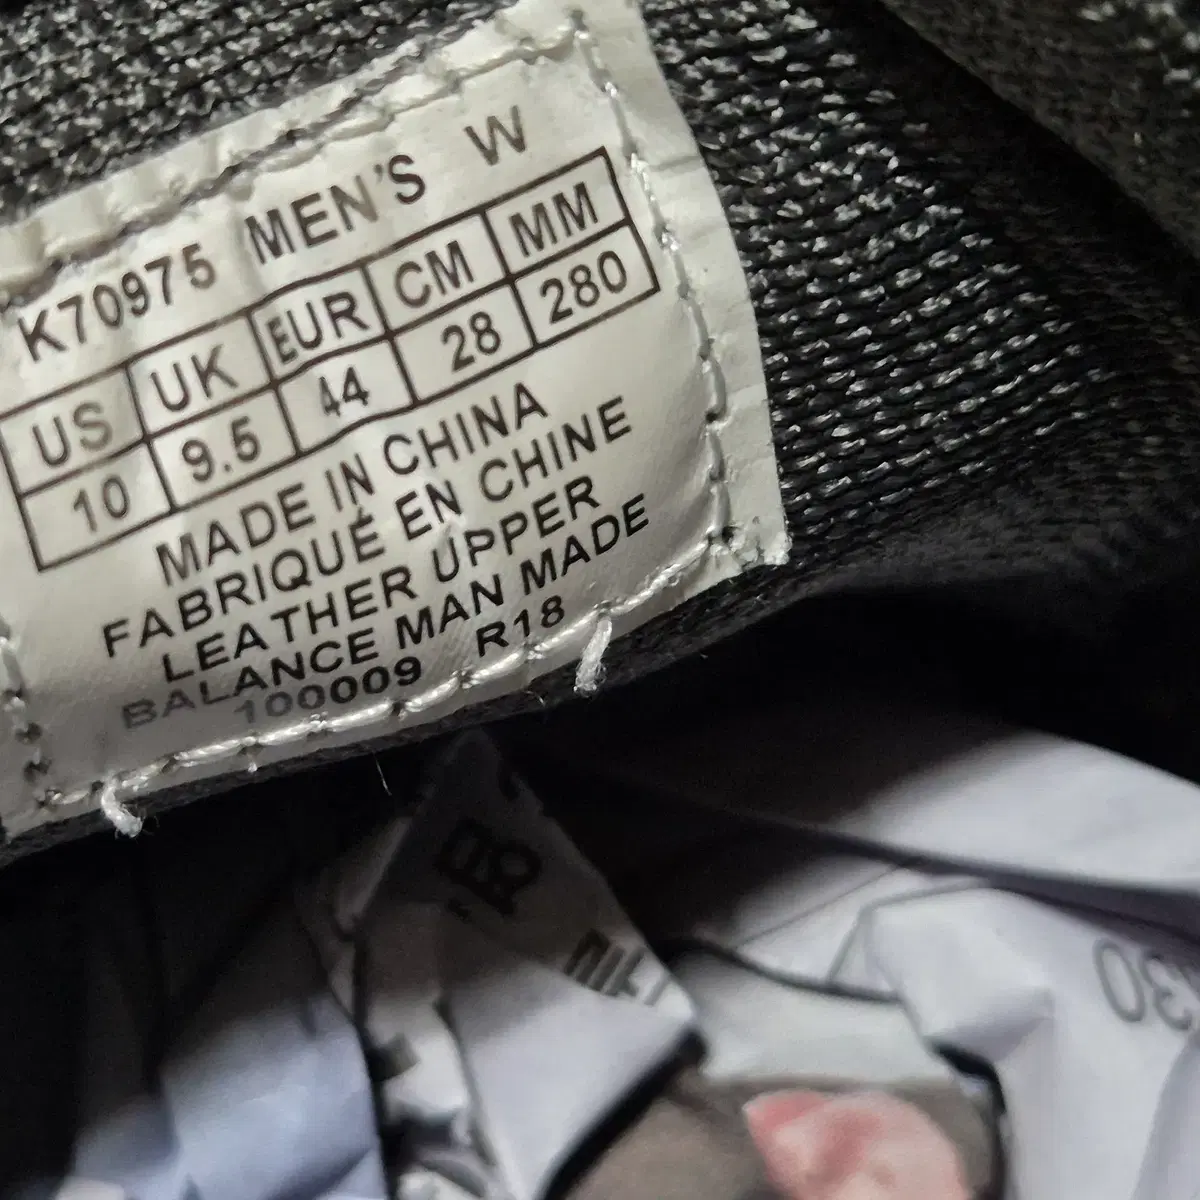 K70975 MEN'S W
US UK EUR CM MM
10 9.5 44 28 280
MADE IN CHINA
FABRIQUÉ EN CHINE
LEATHER UPPER
BALANCE MAN MADE
100009 R18